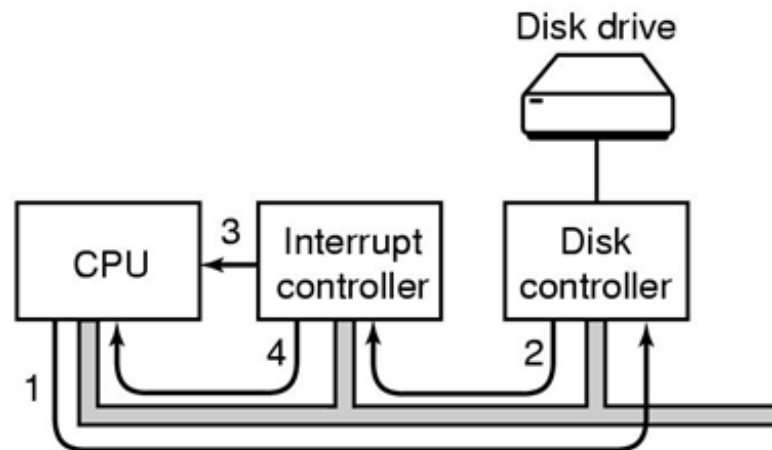 Disk drive
CPU
3
Interrupt
controller
Disk
controller
1
4
2